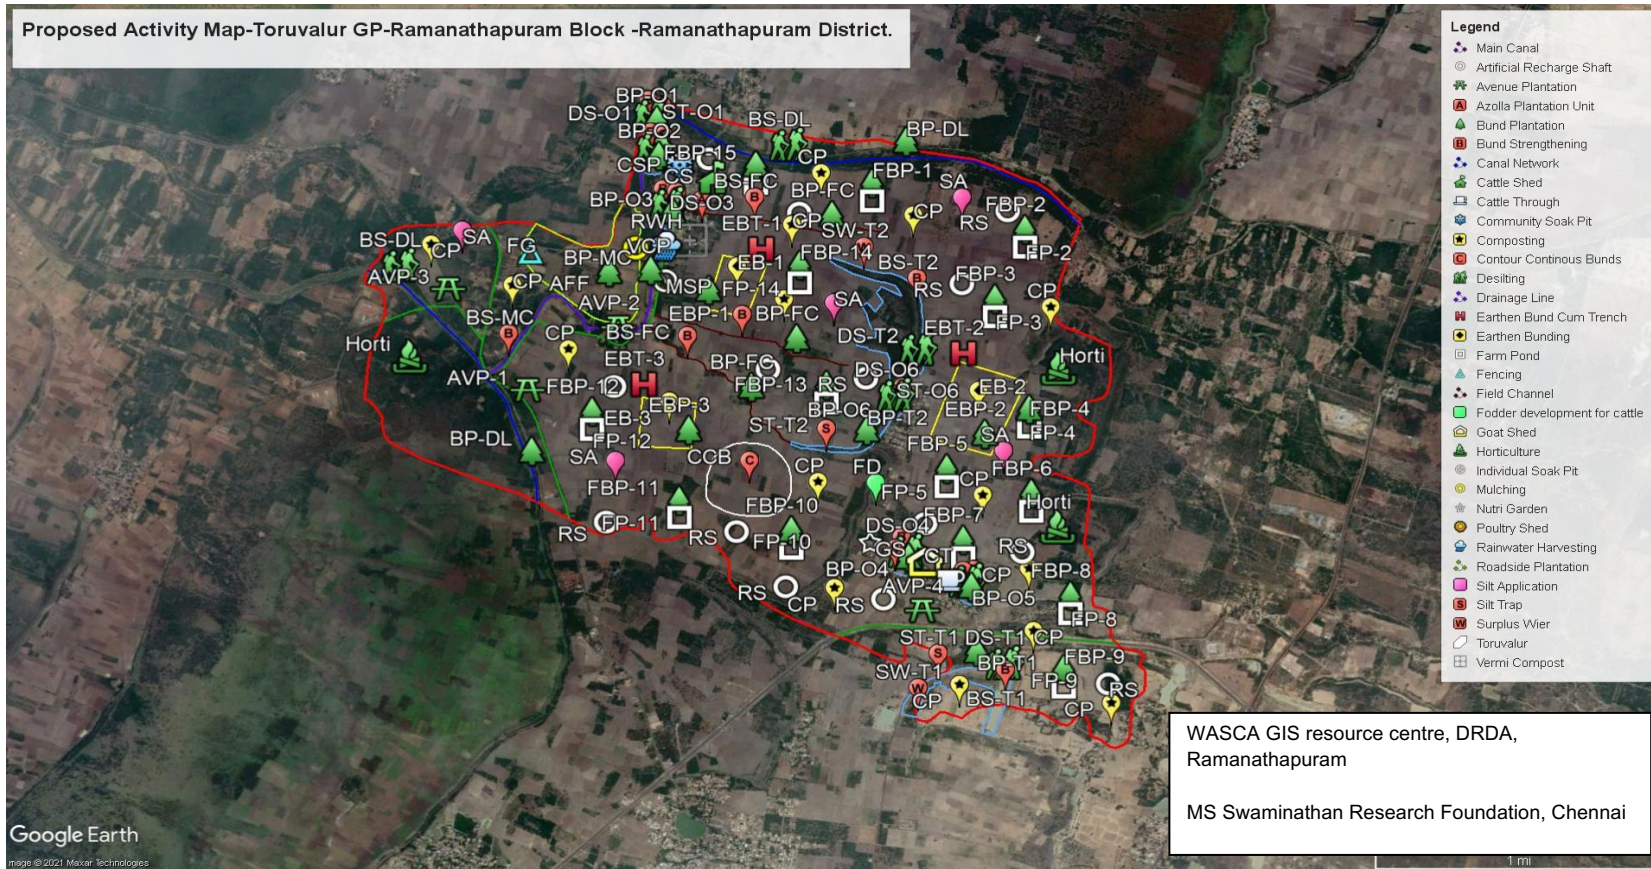 Proposed Activity Map-Toruvalur GP-Ramanathapuram Block -Ramanathapuram District.
Legend
Main Canal
Artificial Recharge Shaft
Avenue Plantation
A Azolla Plantation Unit
Bund Plantation
B Bund Strengthening
Canal Network
Cattle Shed
Cattle Through
Community Soak Pit
Composting
C Contour Continous Bunds
Desilting
Drainage Line
H Earthen Bund Cum Trench
Earthen Bunding
Farm Pond
Fencing
Field Channel
Fodder development for cattle
Goat Shed
Horticulture
Individual Soak Pit
Mulching
Nutri Garden
Poultry Shed
Rainwater Harvesting
Roadside Plantation
Silt Application
S Silt Trap
W Surplus Wier
Toruvalur
Vermi Compost
BP-O1
DS-O1 ST-O1
BP-O2
BS-DL
BP-DL
FBP-15
CSP
CS
BS-FC
CP
FBP-1
BP-O3 DS-O3
BP-FC
CP
SA
RS
FBP-2
RWH
EBT-1
CP
SW-T2
FP-2
BS-DL
CP
SA
FG
VCP
BP-MC
EB-1
FBP-14
BS-T2
RS
FBP-3
AVP-3
CP
AFF
MSP
FP-14
SA
CP
AVP-2
EBP-1
BP-FC
FP-3
BS-MC
CP
BS-FC
DS-T2
EBT-2
Horti
EBT-3
BP-FC
DS-O6
Horti
AVP-1
FBP-12
FBP-13
RS
ST-O6
EB-2
EBP-3
BP-O6
BP-T2
EBP-2
FBP-4
EB-3
ST-T2
BP-DL
FP-12
FBP-5
SA
FP-4
SA
CCB
CP
FD
FBP-6
FBP-11
FP-5
CP
FBP-10
Horti
RS
FP-11
RS
FP-10
FBP-7
DS-O4
GS
CT
RS
BP-O4
CP
FBP-8
RS
CP
RS
AVP-4
BP-O5
FP-8
ST-T1
DS-T1
CP
SW-T1
BP-T1
FBP-9
FP-9
RS
CP
BS-T1
CP
WASCA GIS resource centre, DRDA,
Ramanathapuram
MS Swaminathan Research Foundation, Chennai
Google Earth
mage © 2021 Maxar Technologies
1 mi